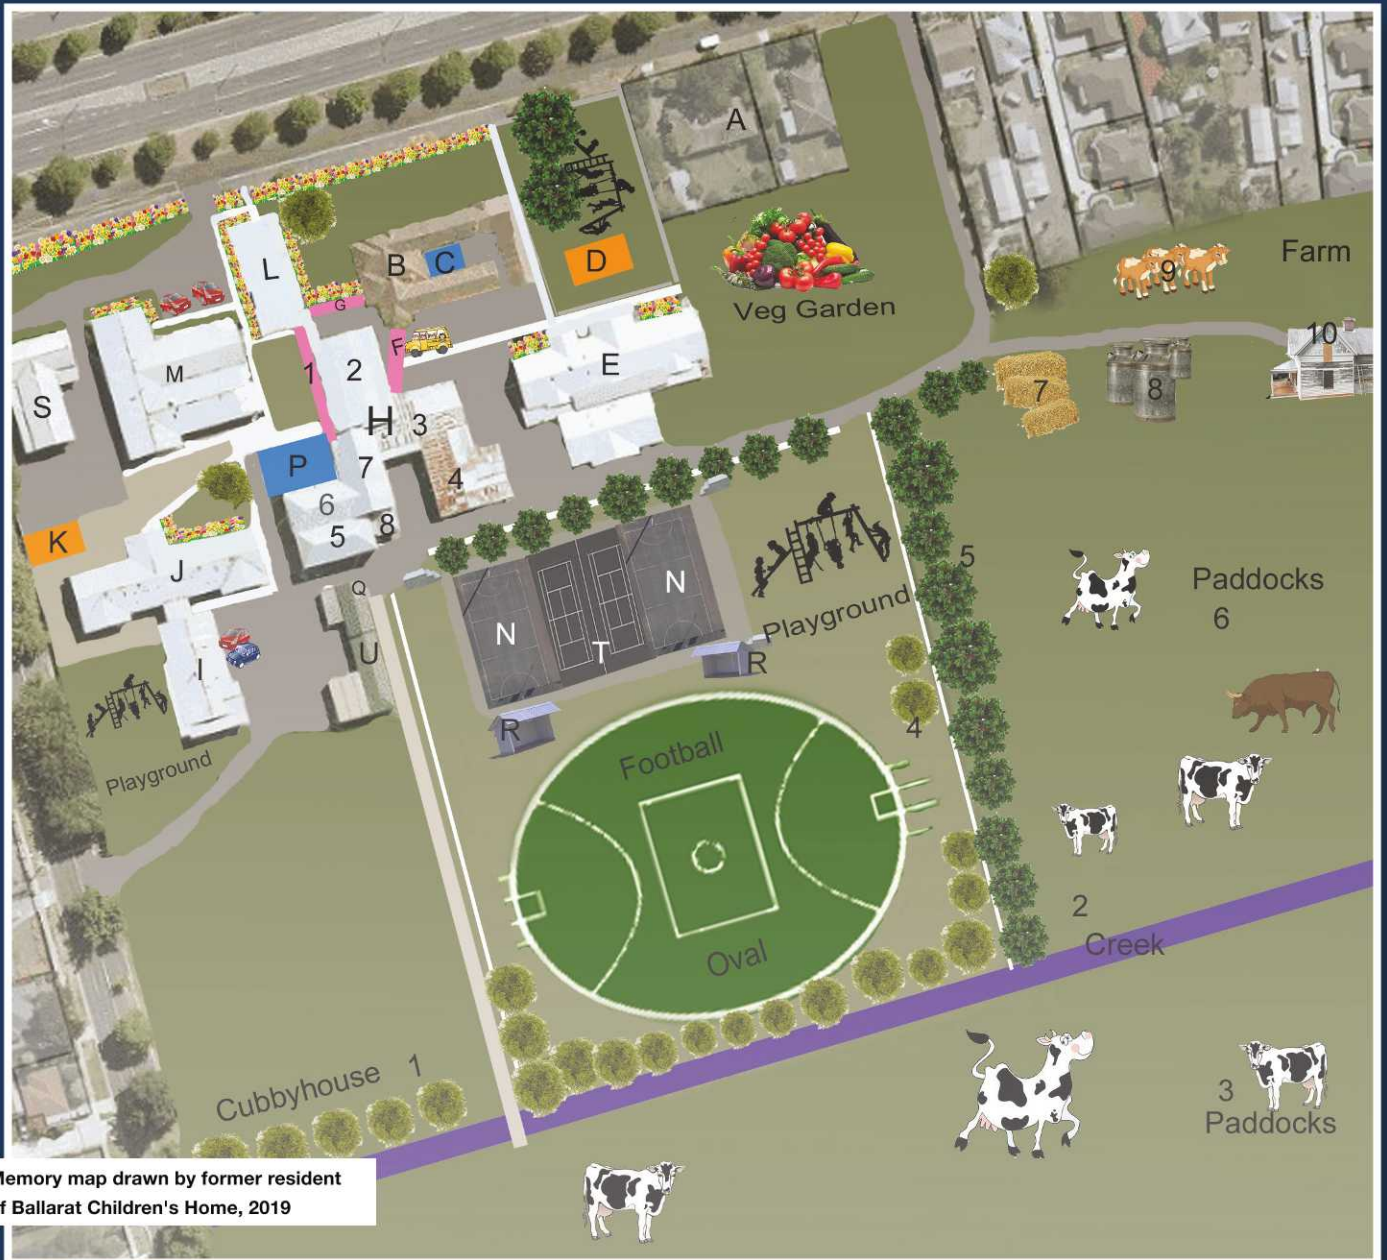 A
L
B
C
D
Farm
9
G
Veg Garden
10
F
1
2
M
E
7
8
S
H
3
P
7
4
6
5
8
K
J
Q
N
N
T
5
Paddocks
6
Playground
R
U
I
R
4
Football
Playground
Oval
2
Creek
Cubbyhouse 1
3
Paddocks
Memory map drawn by former resident
f Ballarat Children's Home, 2019